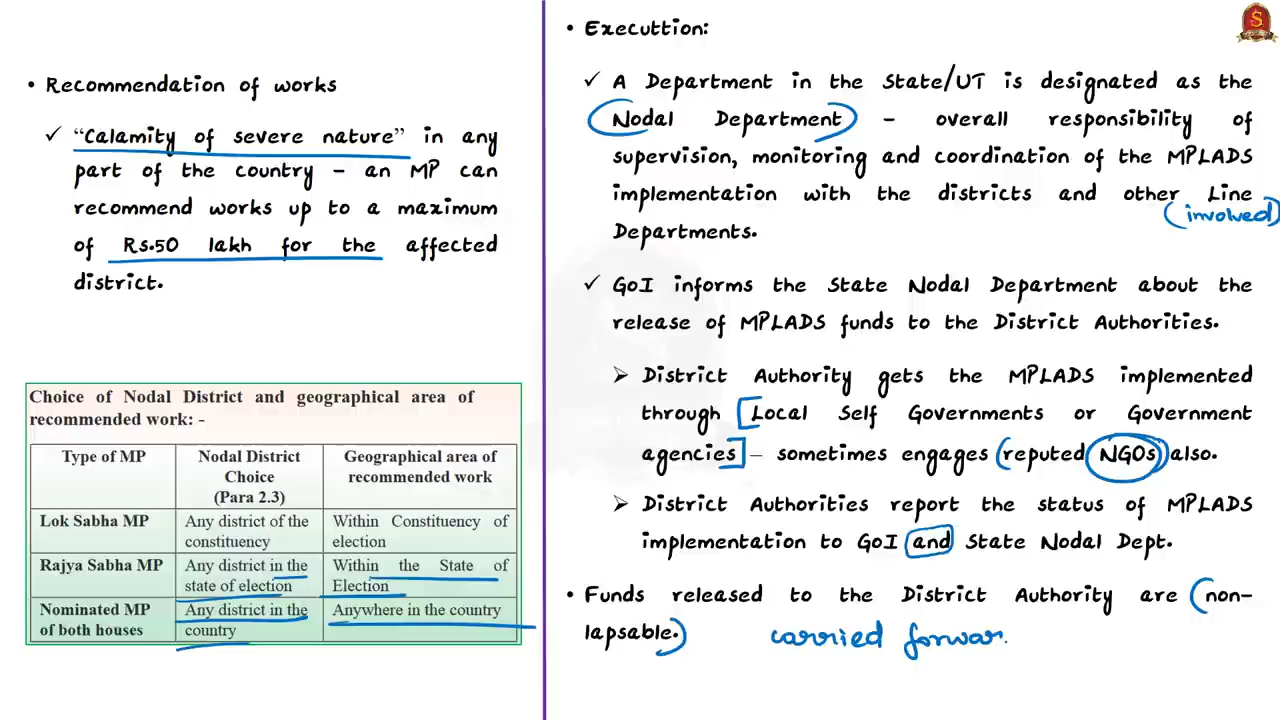 • Recommendation of works
✓ “Calamity of severe nature” in any
part of the country – an MP can
recommend works up to a maximum
of Rs.50 lakh for the affected
district.
Choice of Nodal District and geographical area of
recommended work: -
Type of MP
Nodal District
Choice
(Para 2.3)
Geographical area of
recommended work
Lok Sabha MP
Any district of the
constituency
Within Constituency of
election
Rajya Sabha MP
Any district in the
state of election
Within the State of
Election
Nominated MP
of both houses
Any district in the
country
Anywhere in the country
• Executtion:
✓ A Department in the State/UT is designated as the
Nodal Department – overall responsibility of
supervision, monitoring and coordination of the MPLADS
implementation with the districts and other Line
(involved)
Departments.
✓ GoI informs the State Nodal Department about the
release of MPLADS funds to the District Authorities.
➢ District Authority gets the MPLADS implemented
through [Local Self Governments or Government
agencies] – sometimes engages (reputed NGOs) also.
➢ District Authorities report the status of MPLADS
implementation to GoI and State Nodal Dept.
• Funds released to the District Authority are (non-
lapsable.) carried forwar
S